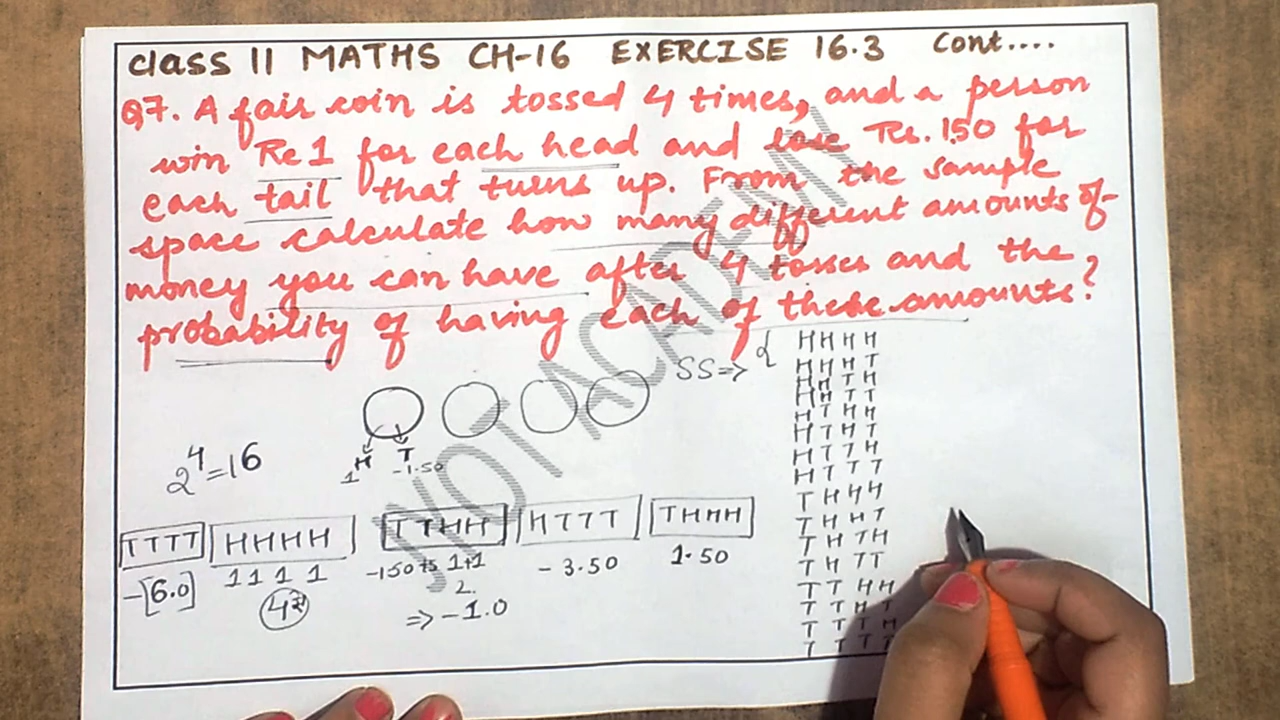 class 11 MATHS CH-16 EXERCISE 16.3 Cont....
Q7. A fair coin is tossed 4 times, and a person
win Re 1 for each head and lose Rs. 1.50 for
each tail that turns up. From the sample
space calculate how many different amounts of
money you can have after 4 tosses and the
probability of having each of these amounts?
SS => {
HHHH
HHHT
HHTH
HHTT
HTHH
HTHT
HTTH
HTTT
THHH
THHT
THTH
THTT
TTHH
TTHT
TTTH
TTTT
H T
1 -1.50
2^4=16
TTTT HHHH TTHH HTTT THHH
-[6.0] 1 1 1 1 1+1 -3.50 1.50
4 2.
=> -1.0
JYOTI ACADEMY